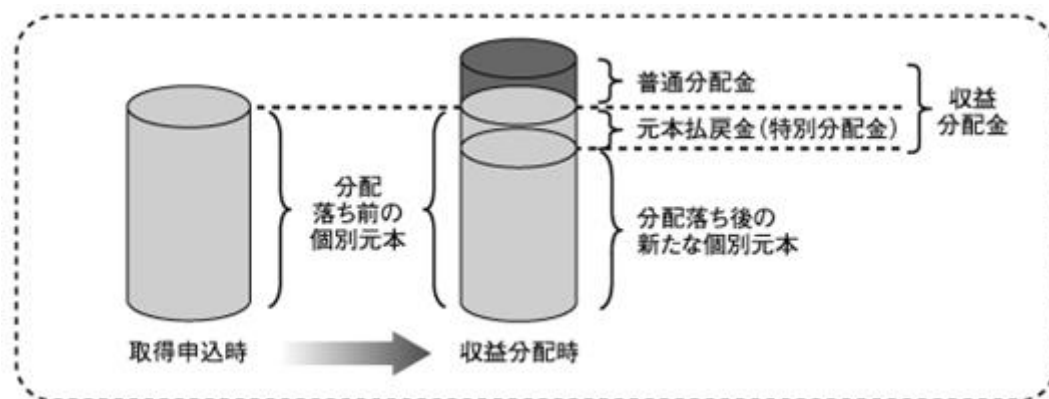 普通分配金
元本払戻金（特別分配金）
収益
分配金
分配
落ち前の
個別元本
分配落ち後の
新たな個別元本
取得申込時
収益分配時